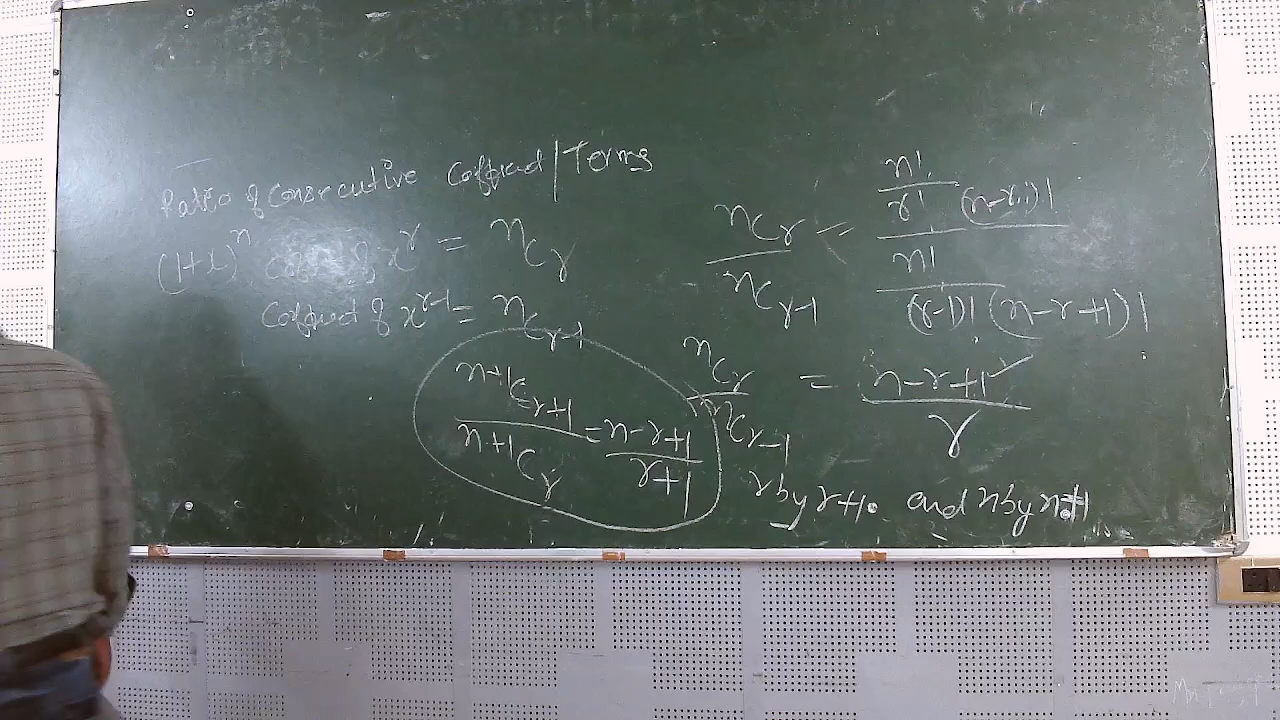 Ratio of Consecutive Coefficient | Terms
(1+x)^n coeff of x^r = nCr
Coefficient of x^r-1 = nCr-1
n+1Cr+1 / n+1Cr = n-r+1 / r+1
nCr / nCr-1 = n! / r! (n-r)! / n! / (r-1)! (n-r+1)!
nCr / nCr-1 = n-r+1 / r
r by r+1. and n by n+1